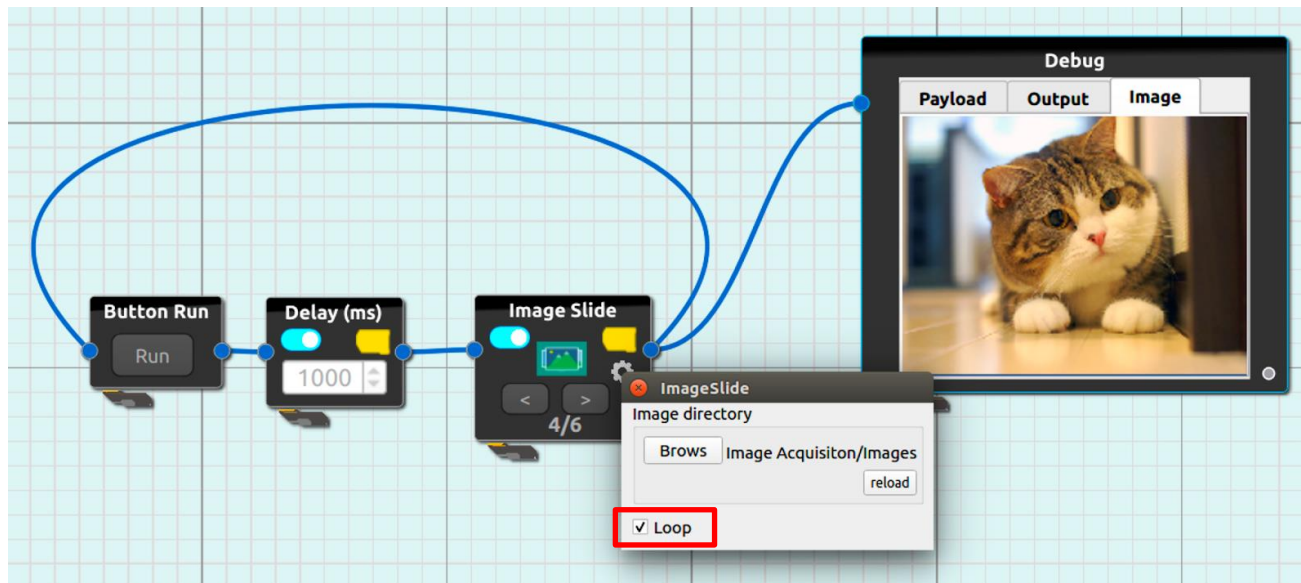 Debug
Payload Output Image
Button Run
Run
Delay (ms)
1000
Image Slide
< >
4/6
ImageSlide
Image directory
Brows Image Acquisiton/Images
reload
Loop